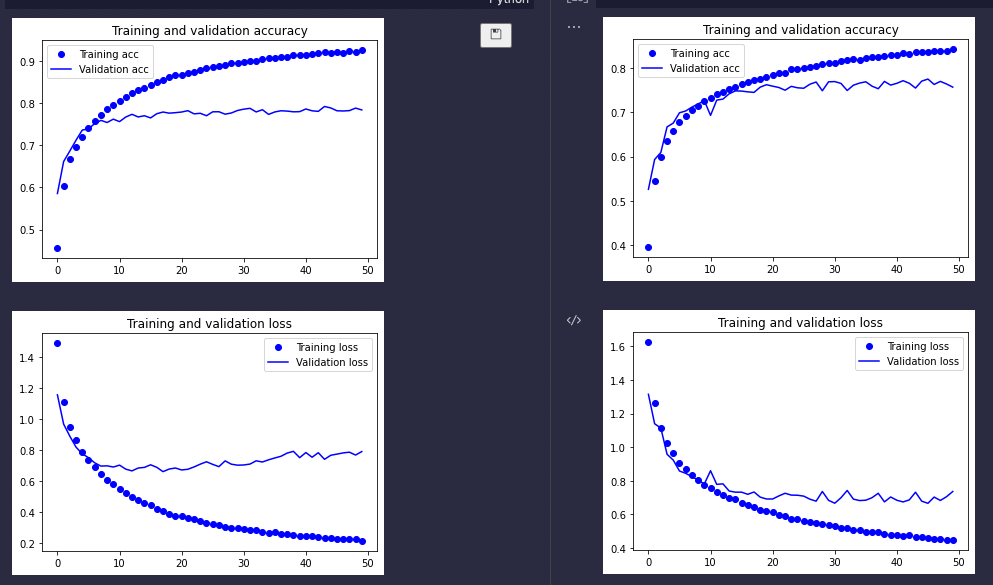 Python
Training and validation accuracy
Training acc
Validation acc
0.9
0.8
0.7
0.6
0.5
0 10 20 30 40 50
Training and validation loss
Training loss
Validation loss
1.4
1.2
1.0
0.8
0.6
0.4
0.2
0 10 20 30 40 50
...
Training and validation accuracy
Training acc
Validation acc
0.8
0.7
0.6
0.5
0.4
0 10 20 30 40 50
</>
Training and validation loss
Training loss
Validation loss
1.6
1.4
1.2
1.0
0.8
0.6
0.4
0 10 20 30 40 50